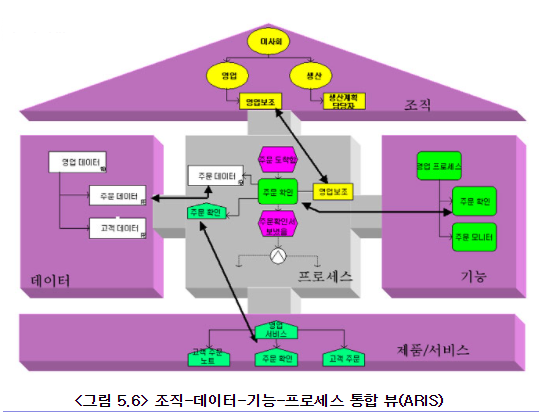 이사회
영업
생산
영업보조
생산계획
담당자
조직
영업 데이터
주문 데이터
고객 데이터
데이터
주문 도착함
주문 데이터
주문 확인
영업보조
주문 확인
주문확인서
보냈음
프로세스
영업 프로세스
주문 확인
주문 모니터
기능
영업
서비스
고객 주문
노트
주문 확인
고객 주문
제품/서비스
<그림 5.6> 조직-데이터-기능-프로세스 통합 뷰(ARIS)